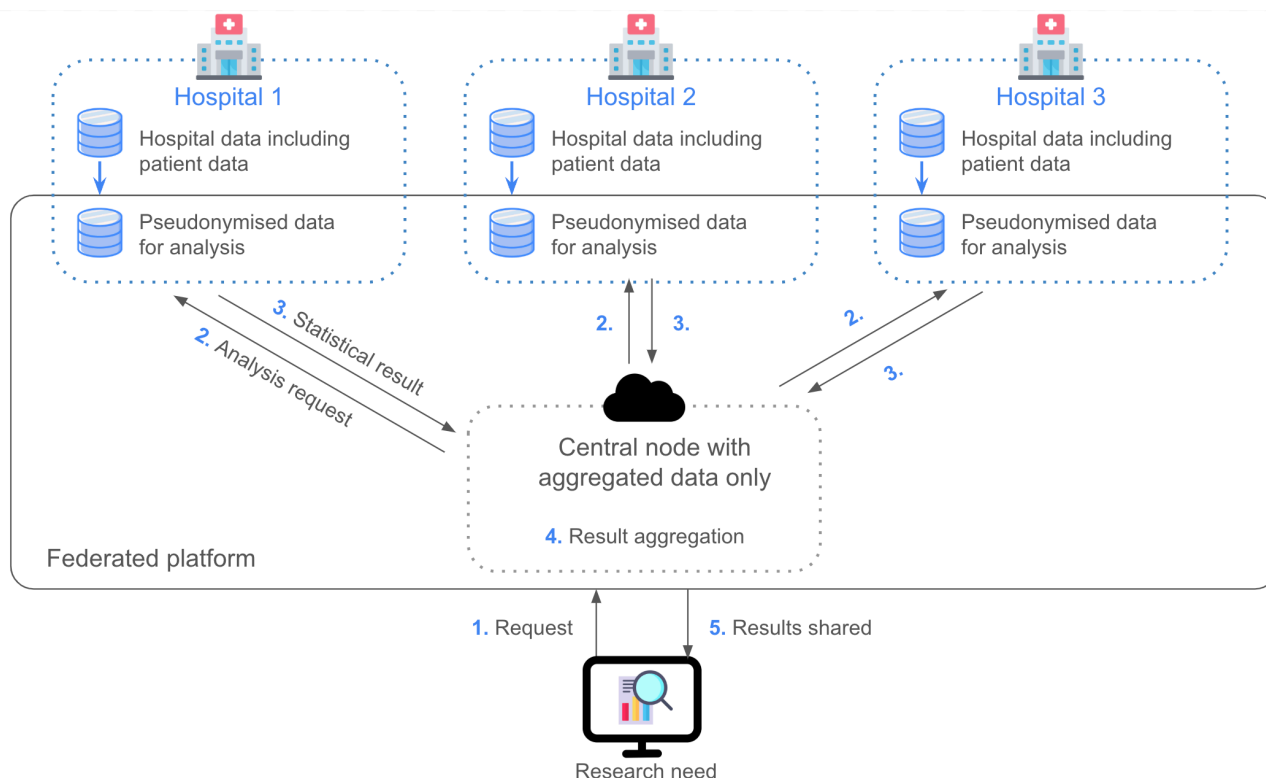 Hospital 1
Hospital data including
patient data
Pseudonymised data
for analysis
Hospital 2
Hospital data including
patient data
Pseudonymised data
for analysis
Hospital 3
Hospital data including
patient data
Pseudonymised data
for analysis
3. Statistical result
2. Analysis request
2.
3.
2.
3.
Central node with
aggregated data only
4. Result aggregation
Federated platform
1. Request
5. Results shared
Research need